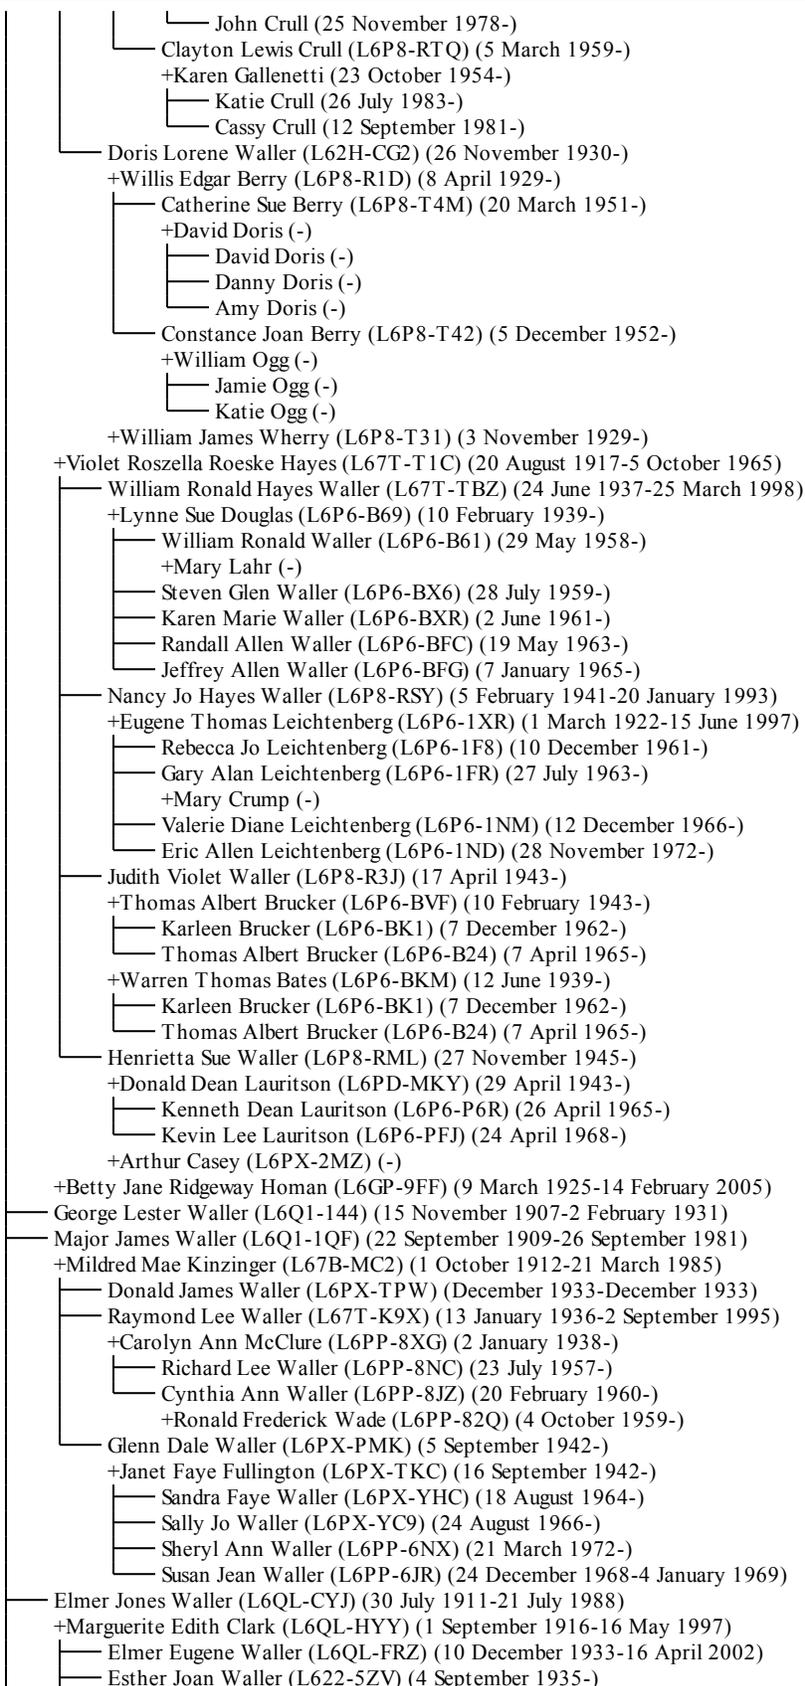 John Crull (25 November 1978-)
Clayton Lewis Crull (L6P8-RTQ) (5 March 1959-)
+Karen Gallenetti (23 October 1954-)
Katie Crull (26 July 1983-)
Cassy Crull (12 September 1981-)
Doris Lorene Waller (L62H-CG2) (26 November 1930-)
+Willis Edgar Berry (L6P8-R1D) (8 April 1929-)
Catherine Sue Berry (L6P8-T4M) (20 March 1951-)
+David Doris (-)
David Doris (-)
Danny Doris (-)
Amy Doris (-)
Constance Joan Berry (L6P8-T42) (5 December 1952-)
+William Ogg (-)
Jamie Ogg (-)
Katie Ogg (-)
+William James Wherry (L6P8-T31) (3 November 1929-)
+Violet Roszella Roeske Hayes (L67T-T1C) (20 August 1917-5 October 1965)
William Ronald Hayes Waller (L67T-TBZ) (24 June 1937-25 March 1998)
+Lynne Sue Douglas (L6P6-B69) (10 February 1939-)
William Ronald Waller (L6P6-B61) (29 May 1958-)
+Mary Lahr (-)
Steven Glen Waller (L6P6-BX6) (28 July 1959-)
Karen Marie Waller (L6P6-BXR) (2 June 1961-)
Randall Allen Waller (L6P6-BFC) (19 May 1963-)
Jeffrey Allen Waller (L6P6-BFG) (7 January 1965-)
Nancy Jo Hayes Waller (L6P8-RSY) (5 February 1941-20 January 1993)
+Eugene Thomas Leichtenberg (L6P6-1XR) (1 March 1922-15 June 1997)
Rebecca Jo Leichtenberg (L6P6-1F8) (10 December 1961-)
Gary Alan Leichtenberg (L6P6-1FR) (27 July 1963-)
+Mary Crump (-)
Valerie Diane Leichtenberg (L6P6-1NM) (12 December 1966-)
Eric Allen Leichtenberg (L6P6-1ND) (28 November 1972-)
Judith Violet Waller (L6P8-R3J) (17 April 1943-)
+Thomas Albert Brucker (L6P6-BVF) (10 February 1943-)
Karleen Brucker (L6P6-BK1) (7 December 1962-)
Thomas Albert Brucker (L6P6-B24) (7 April 1965-)
+Warren Thomas Bates (L6P6-BKM) (12 June 1939-)
Karleen Brucker (L6P6-BK1) (7 December 1962-)
Thomas Albert Brucker (L6P6-B24) (7 April 1965-)
Henrietta Sue Waller (L6P8-RML) (27 November 1945-)
+Donald Dean Lauritson (L6PD-MKY) (29 April 1943-)
Kenneth Dean Lauritson (L6P6-P6R) (26 April 1965-)
Kevin Lee Lauritson (L6P6-PFJ) (24 April 1968-)
+Arthur Casey (L6PX-2MZ) (-)
+Betty Jane Ridgeway Homan (L6GP-9FF) (9 March 1925-14 February 2005)
George Lester Waller (L6Q1-144) (15 November 1907-2 February 1931)
Major James Waller (L6Q1-1QF) (22 September 1909-26 September 1981)
+Mildred Mae Kinzinger (L67B-MC2) (1 October 1912-21 March 1985)
Donald James Waller (L6PX-TPW) (December 1933-December 1933)
Raymond Lee Waller (L67T-K9X) (13 January 1936-2 September 1995)
+Carolyn Ann McClure (L6PP-8XG) (2 January 1938-)
Richard Lee Waller (L6PP-8NC) (23 July 1957-)
Cynthia Ann Waller (L6PP-8JZ) (20 February 1960-)
+Ronald Frederick Wade (L6PP-82Q) (4 October 1959-)
Glenn Dale Waller (L6PX-PMK) (5 September 1942-)
+Janet Faye Fullington (L6PX-TKC) (16 September 1942-)
Sandra Faye Waller (L6PX-YHC) (18 August 1964-)
Sally Jo Waller (L6PX-YC9) (24 August 1966-)
Sheryl Ann Waller (L6PP-6NX) (21 March 1972-)
Susan Jean Waller (L6PP-6JR) (24 December 1968-4 January 1969)
Elmer Jones Waller (L6QL-CYJ) (30 July 1911-21 July 1988)
+Marguerite Edith Clark (L6QL-HYY) (1 September 1916-16 May 1997)
Elmer Eugene Waller (L6QL-FRZ) (10 December 1933-16 April 2002)
Esther Joan Waller (L622-5ZV) (4 September 1935-)